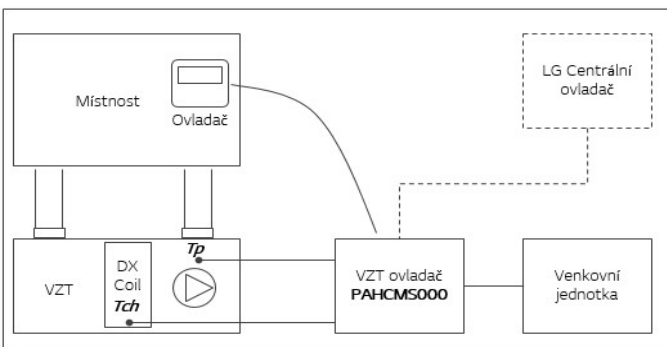 Místnost
Ovladač
LG Centrální
ovladač
VZT
DX
Coil
Tch
Tp
VZT ovladač
PAHCMS000
Venkovní
jednotka